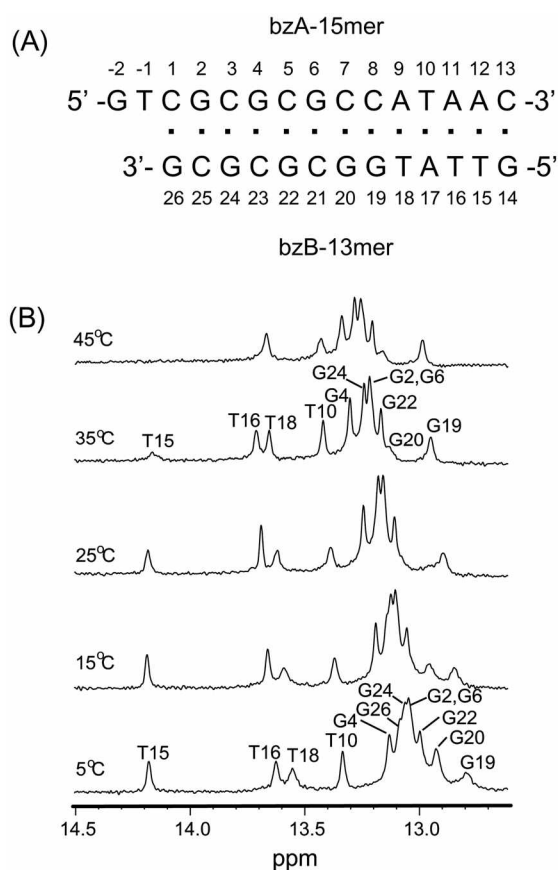 (A)
bzA-15mer
-2 -1 1 2 3 4 5 6 7 8 9 10 11 12 13
5’ -G T C G C G C G C C A T A A C -3’
3’- G C G C G C G G T A T T G -5’
26 25 24 23 22 21 20 19 18 17 16 15 14
bzB-13mer
(B)
45°C
G24 G2,G6
35°C T15 T16 T18 T10 G4 G22 G20 G19
25°C
15°C
G24 G2,G6
G4 G26 G22
5°C T15 T16 T18 T10 G20 G19
14.5 14.0 13.5 13.0
ppm